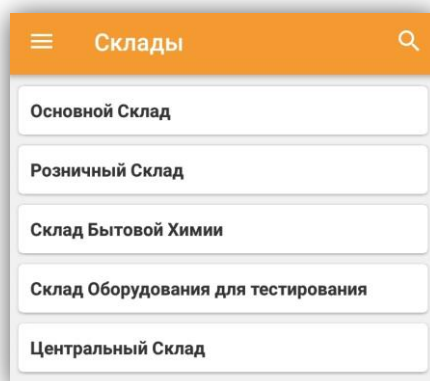 Склады
Основной Склад
Розничный Склад
Склад Бытовой Химии
Склад Оборудования для тестирования
Центральный Склад